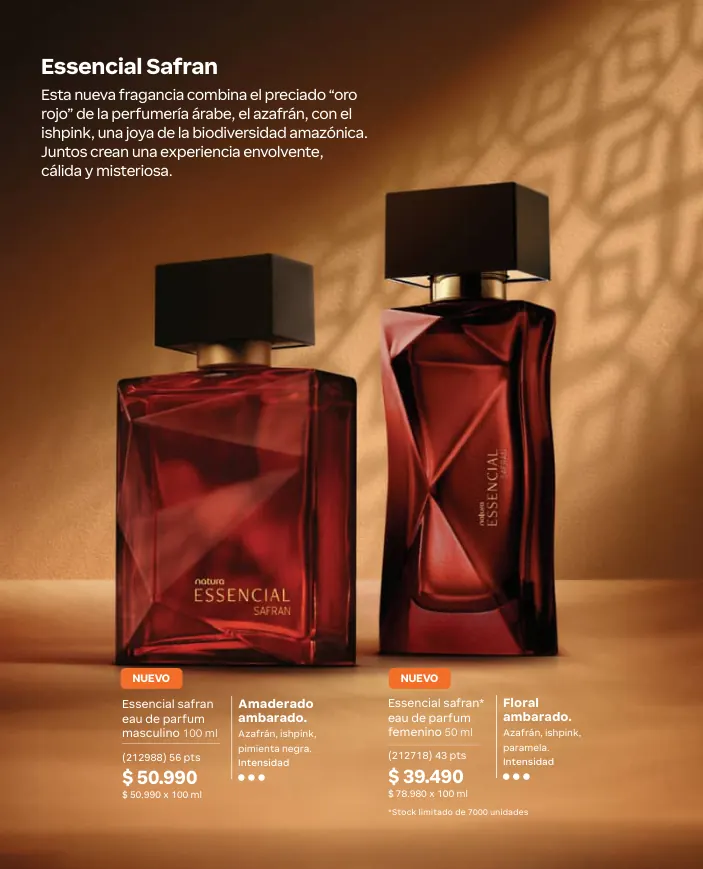 Essencial Safran
Esta nueva fragancia combina el preciado “oro
rojo” de la perfumería árabe, el azafrán, con el
ishpink, una joya de la biodiversidad amazónica.
Juntos crean una experiencia envolvente,
cálida y misteriosa.
natura
ESSENCIAL
SAFRAN
natura
ESSENCIAL
SAFRAN
NUEVO
Essencial safran
eau de parfum
masculino 100 ml
(212988) 56 pts
$ 50.990
$ 50.990 x 100 ml
Amaderado
ambarado.
Azafrán, ishpink,
pimienta negra.
Intensidad
NUEVO
Essencial safran*
eau de parfum
femenino 50 ml
(212718) 43 pts
$ 39.490
$ 78.980 x 100 ml
*Stock limitado de 7000 unidades
Floral
ambarado.
Azafrán, ishpink,
paramela.
Intensidad